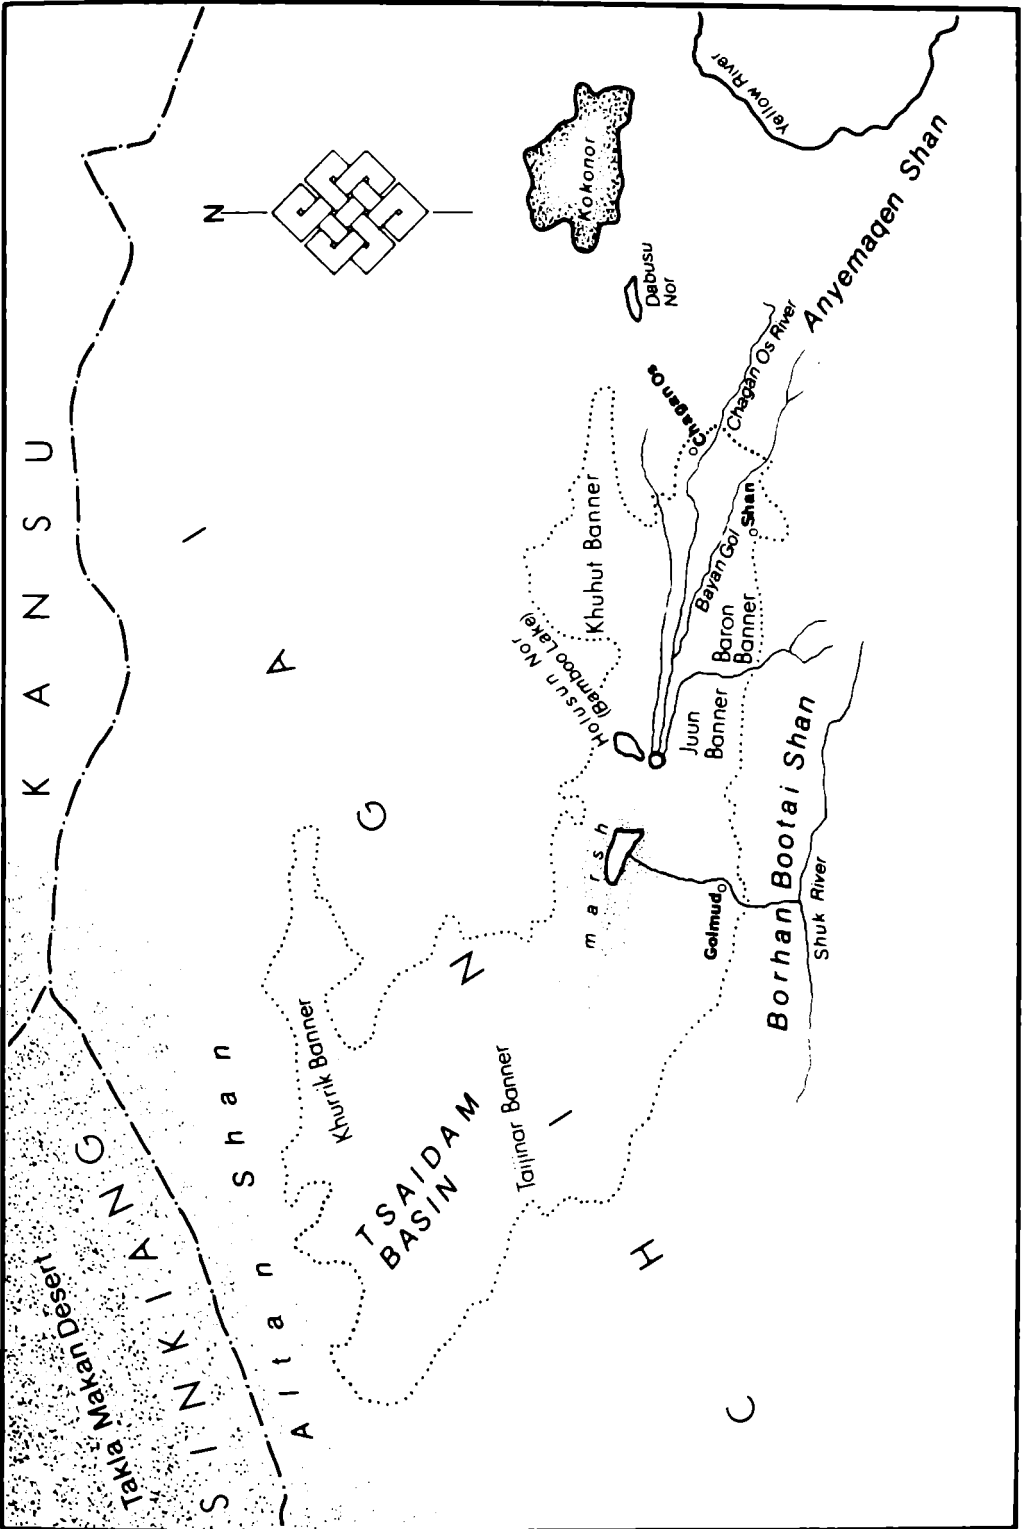 KANSU
N
SINKIANG
Takla Makan Desert
Altan Shan
CHINGAI
Khurrik Banner
TSAIDAM
BASIN
Taijinar Banner
marsh
Holusun Nor
(Bamboo Lake)
Khuhut Banner
Kokonor
Dabusu
Nor
Yellow River
Chagan Os
Chagan Os River
Anyemaqen Shan
Bayan Gol
Shan
Baron
Banner
Juun
Banner
Golmud
Borhan Bootai Shan
Shuk River